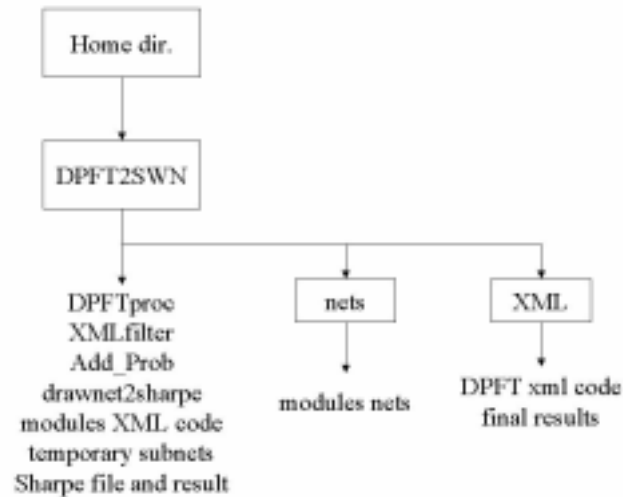 Home dir.
DPFT2SWN
DPFTproc
XMLfilter
Add_Prob
drawnet2sharpe
modules XML code
temporary subnets
Sharpe file and result
nets
modules nets
XML
DPFT xml code
final results